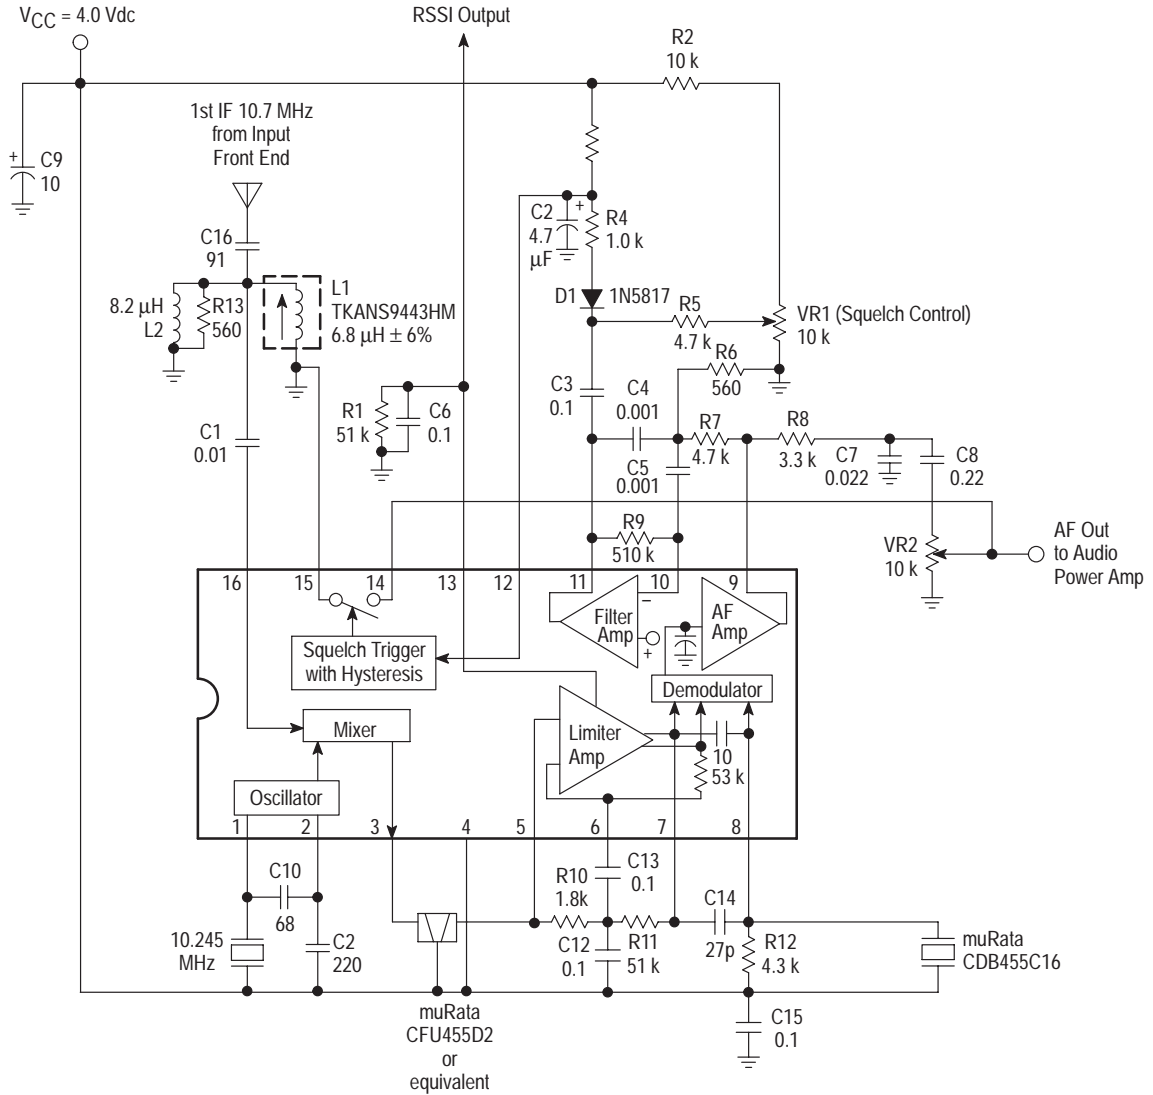 VCC = 4.0 Vdc
RSSI Output
R2
10 k
1st IF 10.7 MHz
from Input
Front End
+
C9
10
C16
91
C2
4.7
µF
+
R4
1.0 k
8.2 µH
L2
R13
560
L1
TKANS9443HM
6.8 µH ± 6%
D1
1N5817
R5
4.7 k
VR1 (Squelch Control)
10 k
R6
560
R1
51 k
C6
0.1
C3
0.1
C4
0.001
R7
4.7 k
R8
3.3 k
C7
0.022
C8
0.22
C1
0.01
C5
0.001
R9
510 k
VR2
10 k
AF Out
to Audio
Power Amp
16
15
14
13
12
11
10
9
Filter
Amp
–
+
AF
Amp
Squelch Trigger
with Hysteresis
Demodulator
Mixer
Limiter
Amp
10
53 k
Oscillator
1
2
3
4
5
6
7
8
C10
68
C13
0.1
R10
1.8k
C14
27p
10.245
MHz
C2
220
C12
0.1
R11
51 k
R12
4.3 k
muRata
CDB455C16
muRata
CFU455D2
or
equivalent
C15
0.1